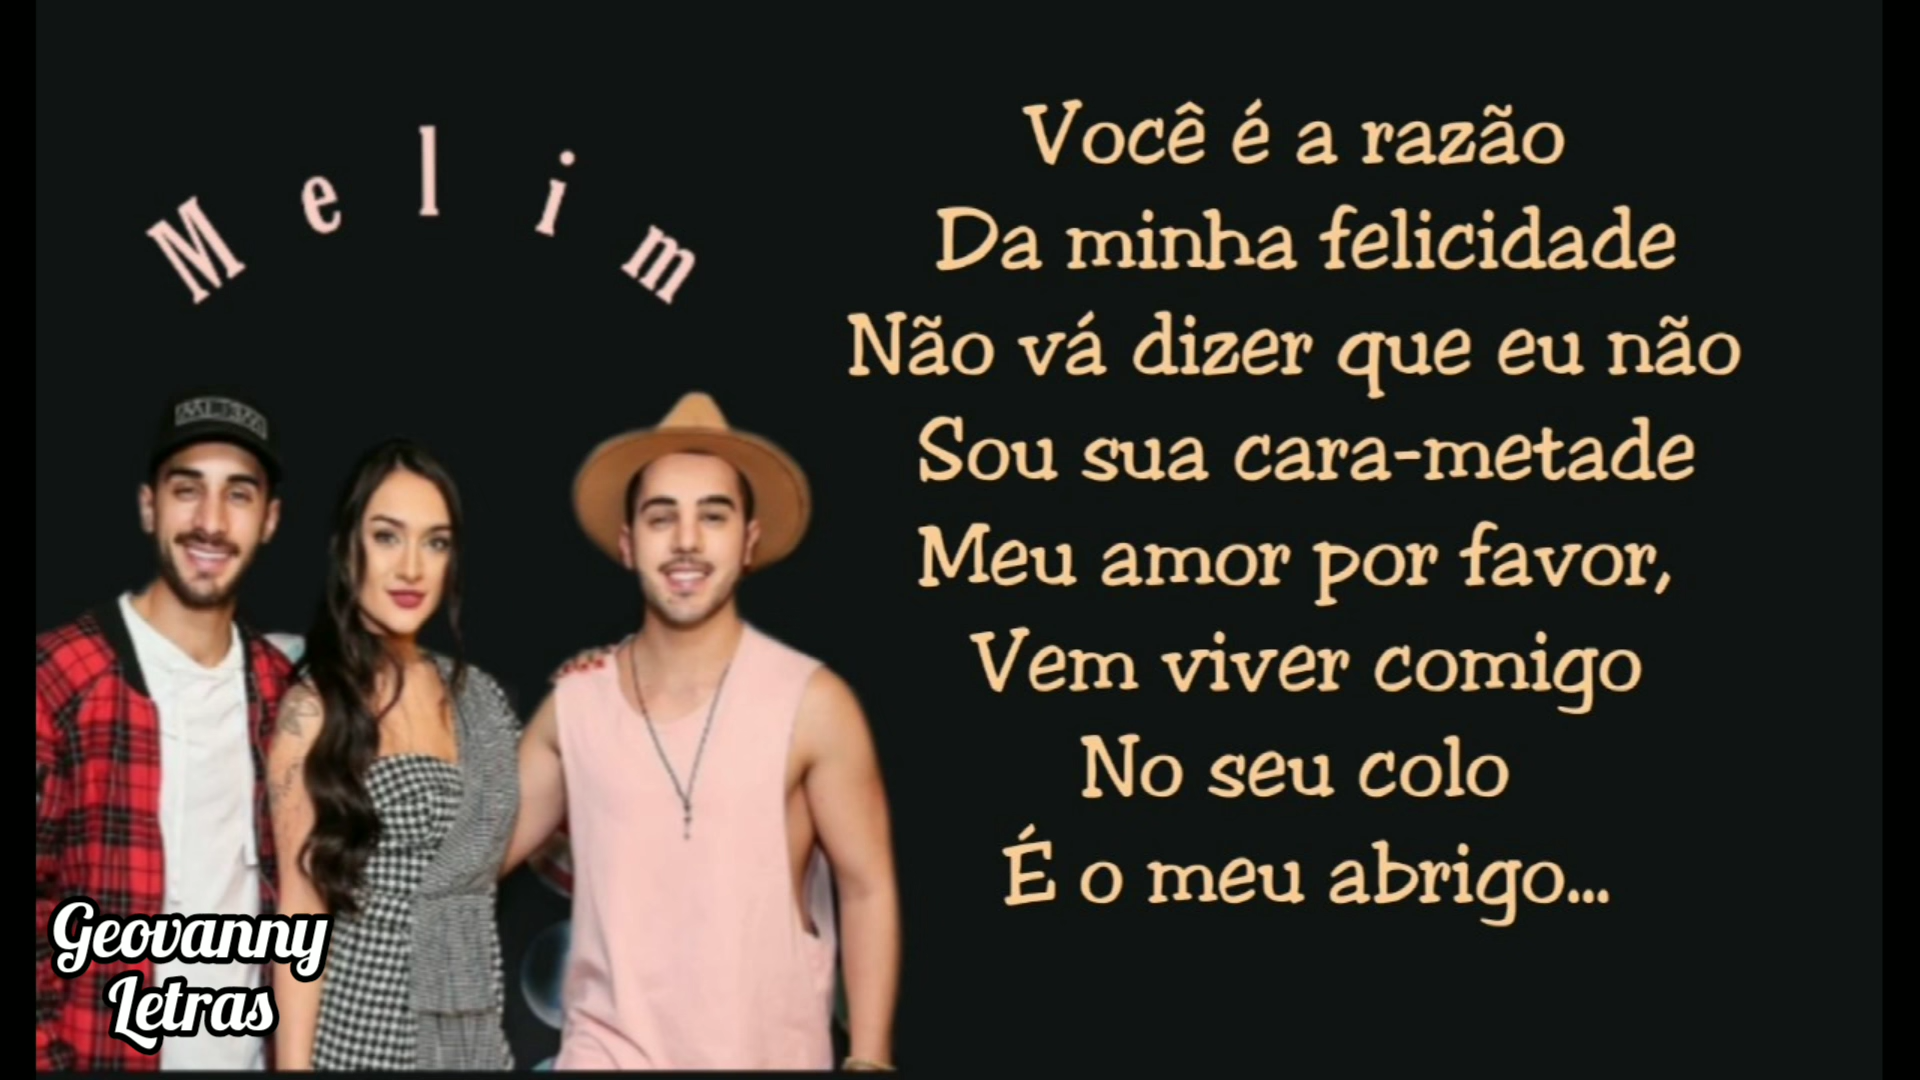 Melim
Você é a razão
Da minha felicidade
Não vá dizer que eu não
Sou sua cara-metade
Meu amor por favor,
Vem viver comigo
No seu colo
É o meu abrigo...
Geovanny
Letras